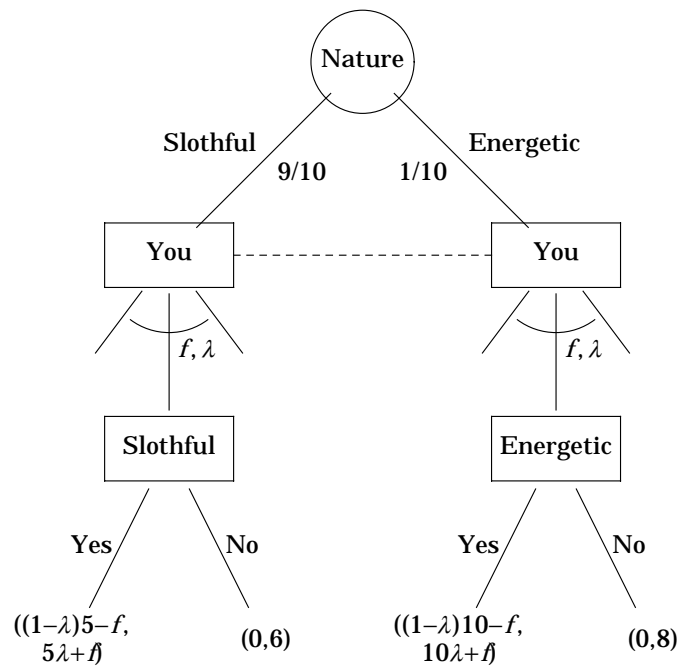 Nature
Slothful
Energetic
9/10
1/10
You
You
f, λ
f, λ
Slothful
Energetic
Yes
No
Yes
No
((1–λ)5–f,
5λ+f)
(0,6)
((1–λ)10–f,
10λ+f)
(0,8)